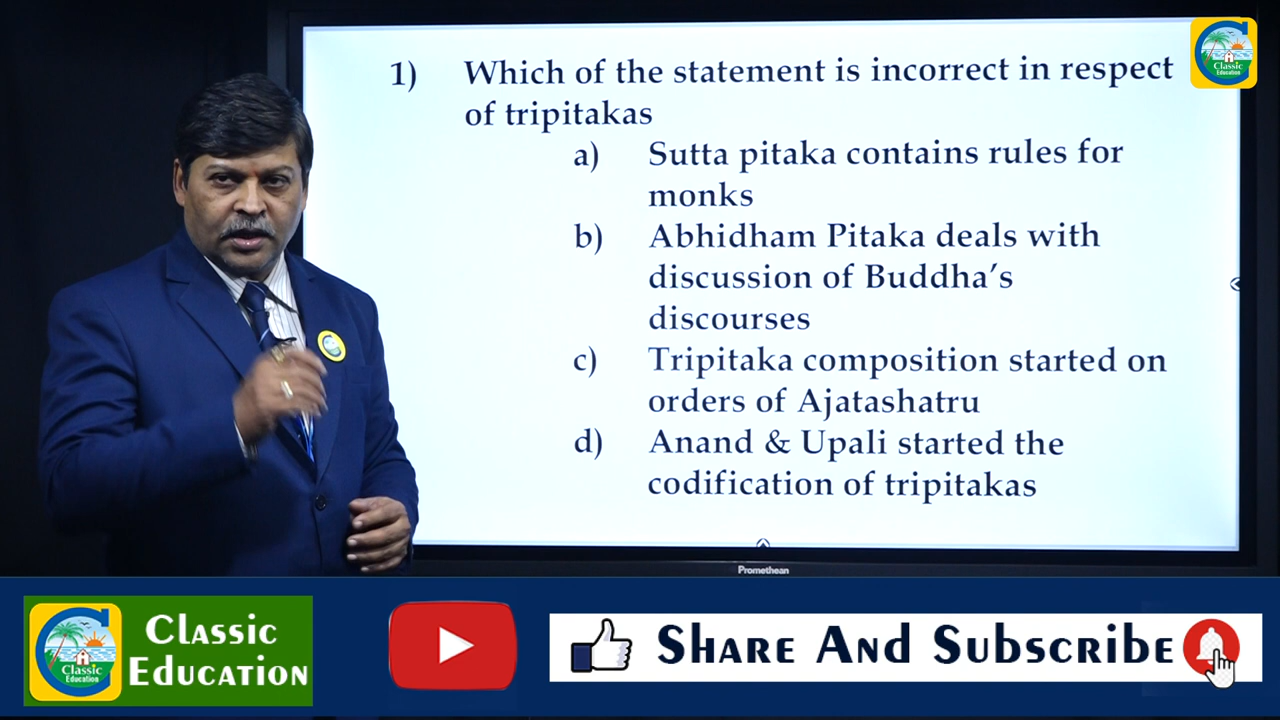 1) Which of the statement is incorrect in respect
of tripitakas
a) Sutta pitaka contains rules for
monks
b) Abhidham Pitaka deals with
discussion of Buddha's
discourses
c) Tripitaka composition started on
orders of Ajatashatru
d) Anand & Upali started the
codification of tripitakas
Classic
Education
Promethean
Classic
Education
Classic
Education
Share And Subscribe